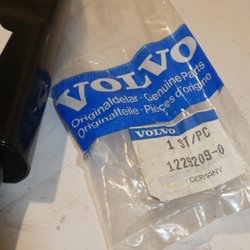 VOLVO
Originaldelar·Genuine Parts
Originalteile·Pièces d'origine
VOLVO
1 ST/PC
1229209-0
GERMANY